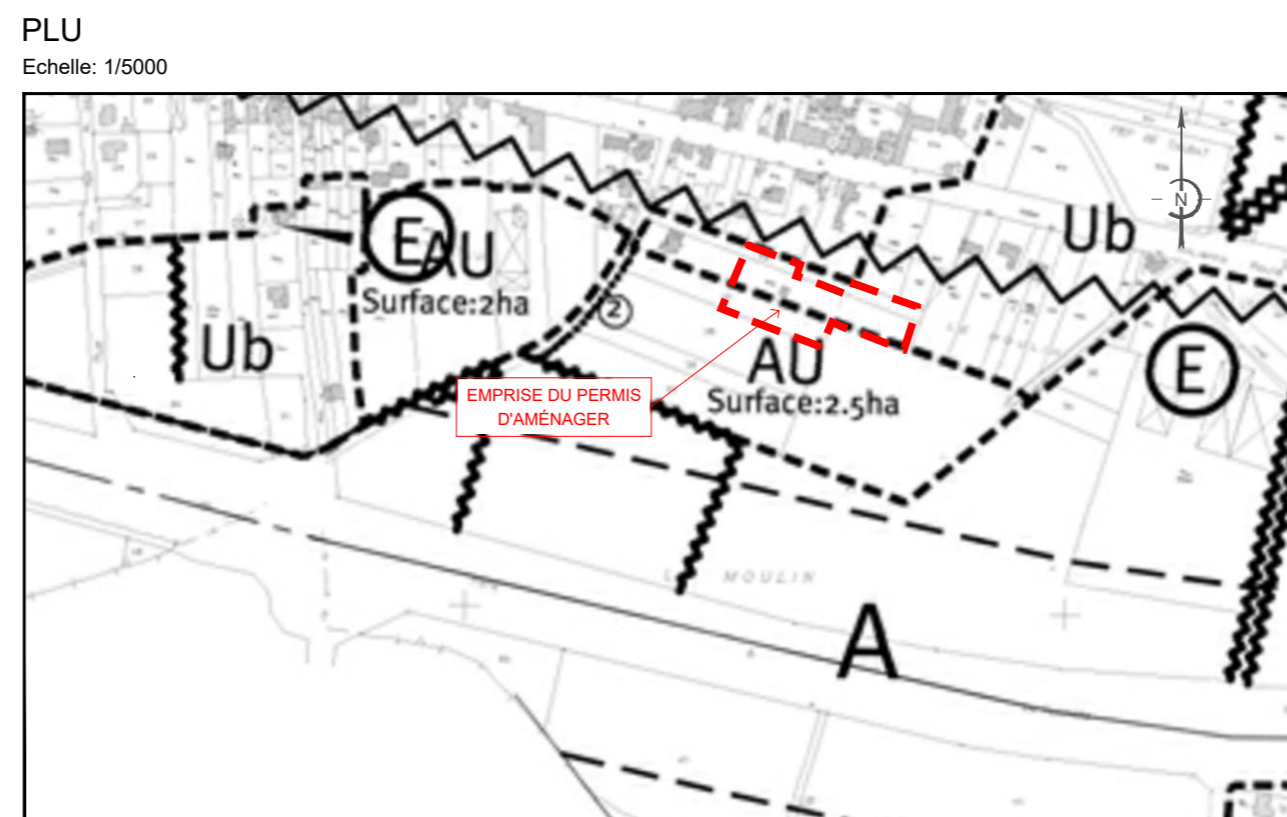 PLU
Echelle: 1/5000
N
Ub
E
AU
Surface:2ha
2
Ub
E
AU
Surface:2.5ha
EMPRISE DU PERMIS
D'AMÉNAGER
MOULIN
A